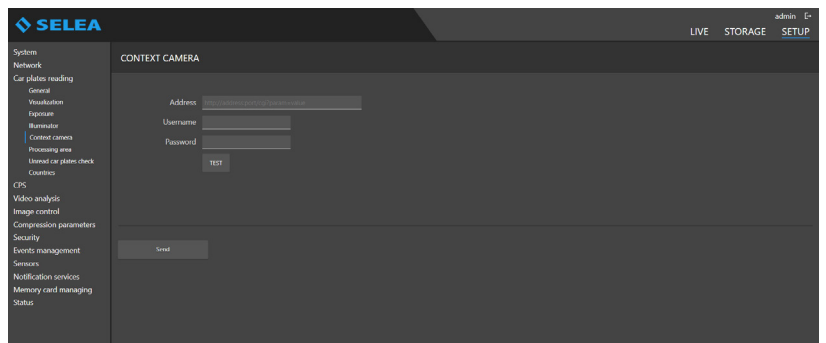 SELEA
admin
LIVE STORAGE SETUP
System
Network
Car plates reading
General
Visualization
Exposure
Illuminator
Context camera
Processing area
Unread car plates check
Countries
CPS
Video analysis
Image control
Compression parameters
Security
Events management
Sensors
Notification services
Memory card managing
Status
CONTEXT CAMERA
Address
Username
Password
TEST
Send